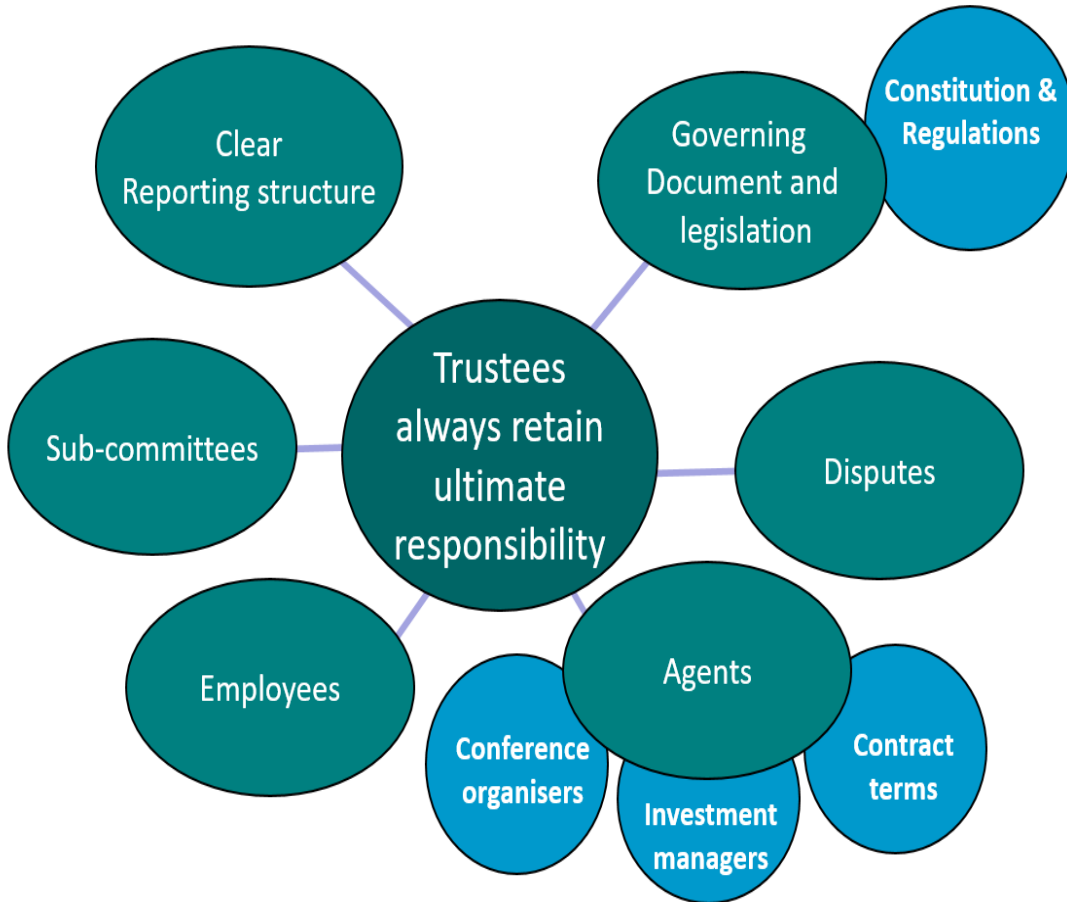 Clear
Reporting structure
Governing
Document and
legislation
Constitution &
Regulations
Trustees
always retain
ultimate
responsibility
Sub-committees
Disputes
Employees
Agents
Conference
organisers
Investment
managers
Contract
terms